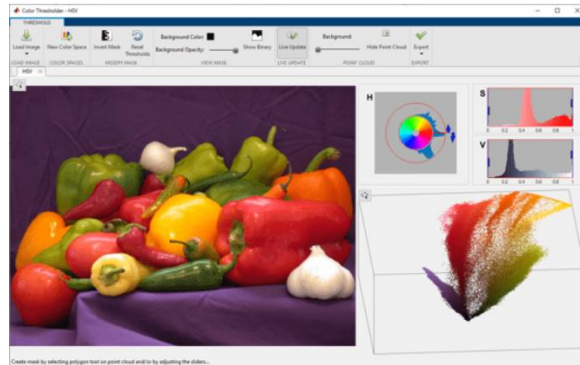 Color Thresholder - HSV
THRESHOLD
Load Image
New Color Space
Invert Mask
Reset Thresholds
Background Color:
Background Opacity:
Show Binary
Live Update
Background:
Hide Point Cloud
Export
LOAD IMAGE
COLOR SPACES
MODIFY MASK
VIEW MASK
LIVE UPDATE
POINT CLOUD
EXPORT
HSV
H
S
0 0.2 0.4 0.6 0.8 1
V
0 0.2 0.4 0.6 0.8 1
Create mask by selecting polygon tool on point cloud and/or by adjusting the sliders...